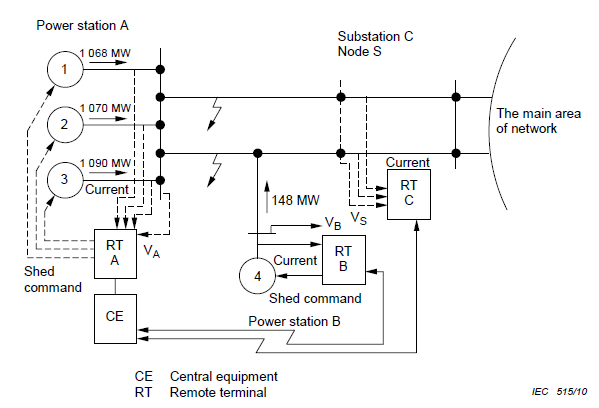 Power station A
Substation C
Node S
1 068 MW
1
1 070 MW
2
The main area
of network
1 090 MW
3
Current
Current
RT
C
148 MW
VB
VS
RT
A
VA
RT
B
Current
4
Shed
command
Shed command
CE
Power station B
CE Central equipment
RT Remote terminal
IEC 515/10